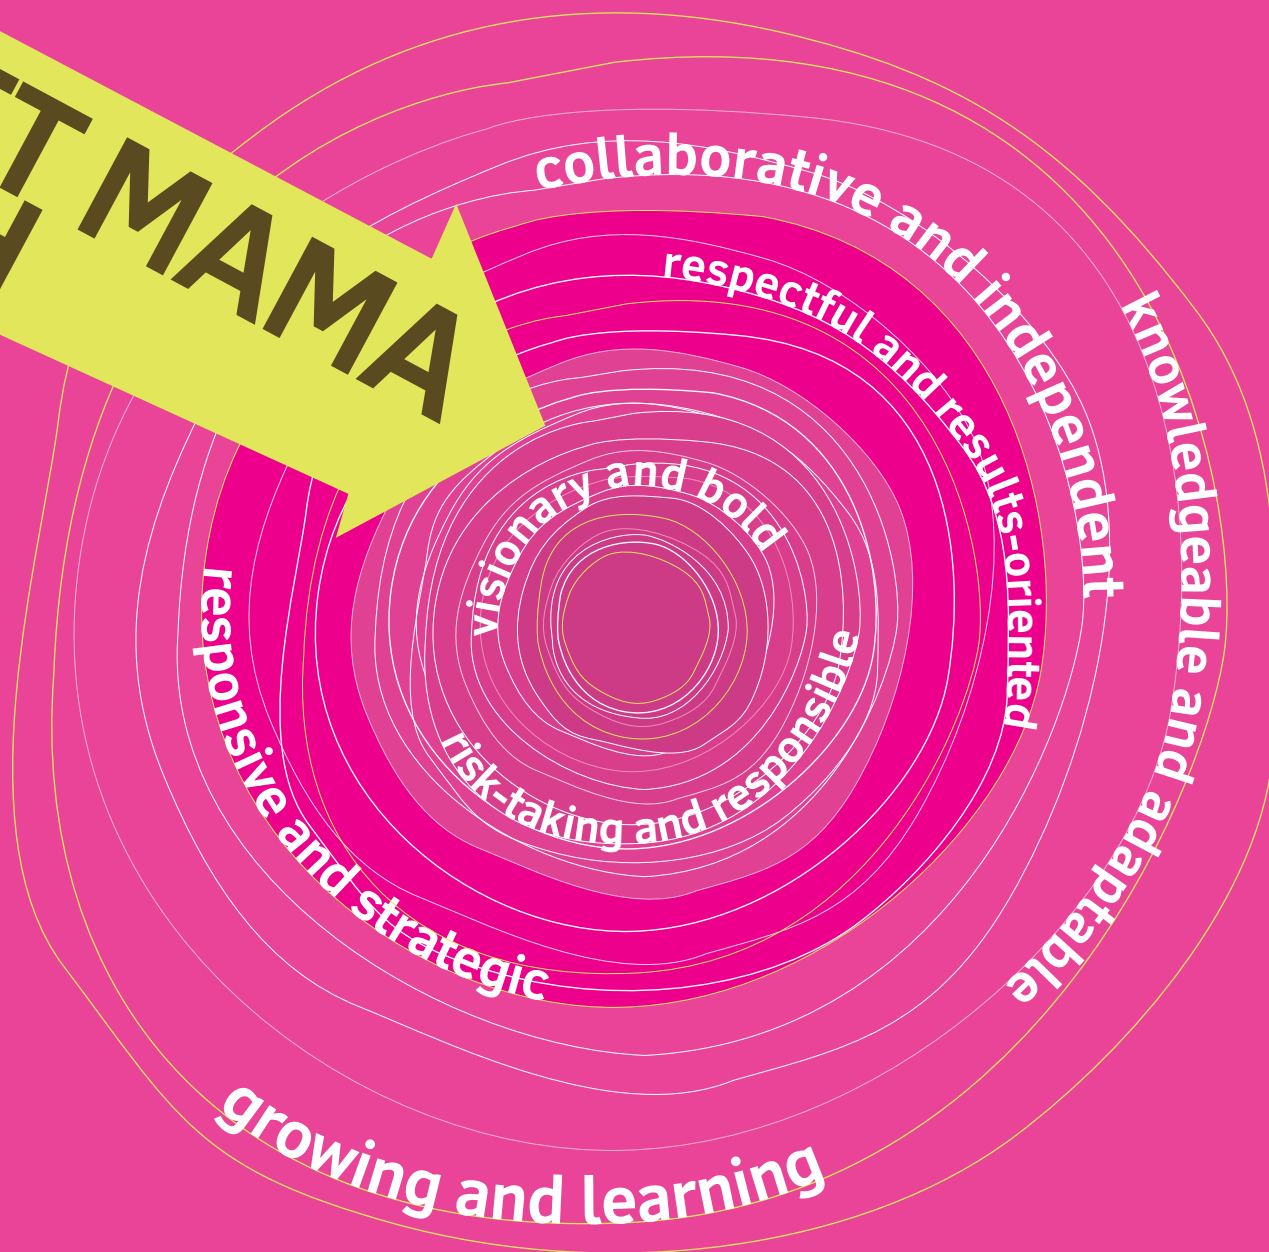 MAMA
collaborative and independent
respectful and results-oriented
knowledgeable and adaptable
visionary and bold
risk-taking and responsible
responsive and strategic
growing and learning